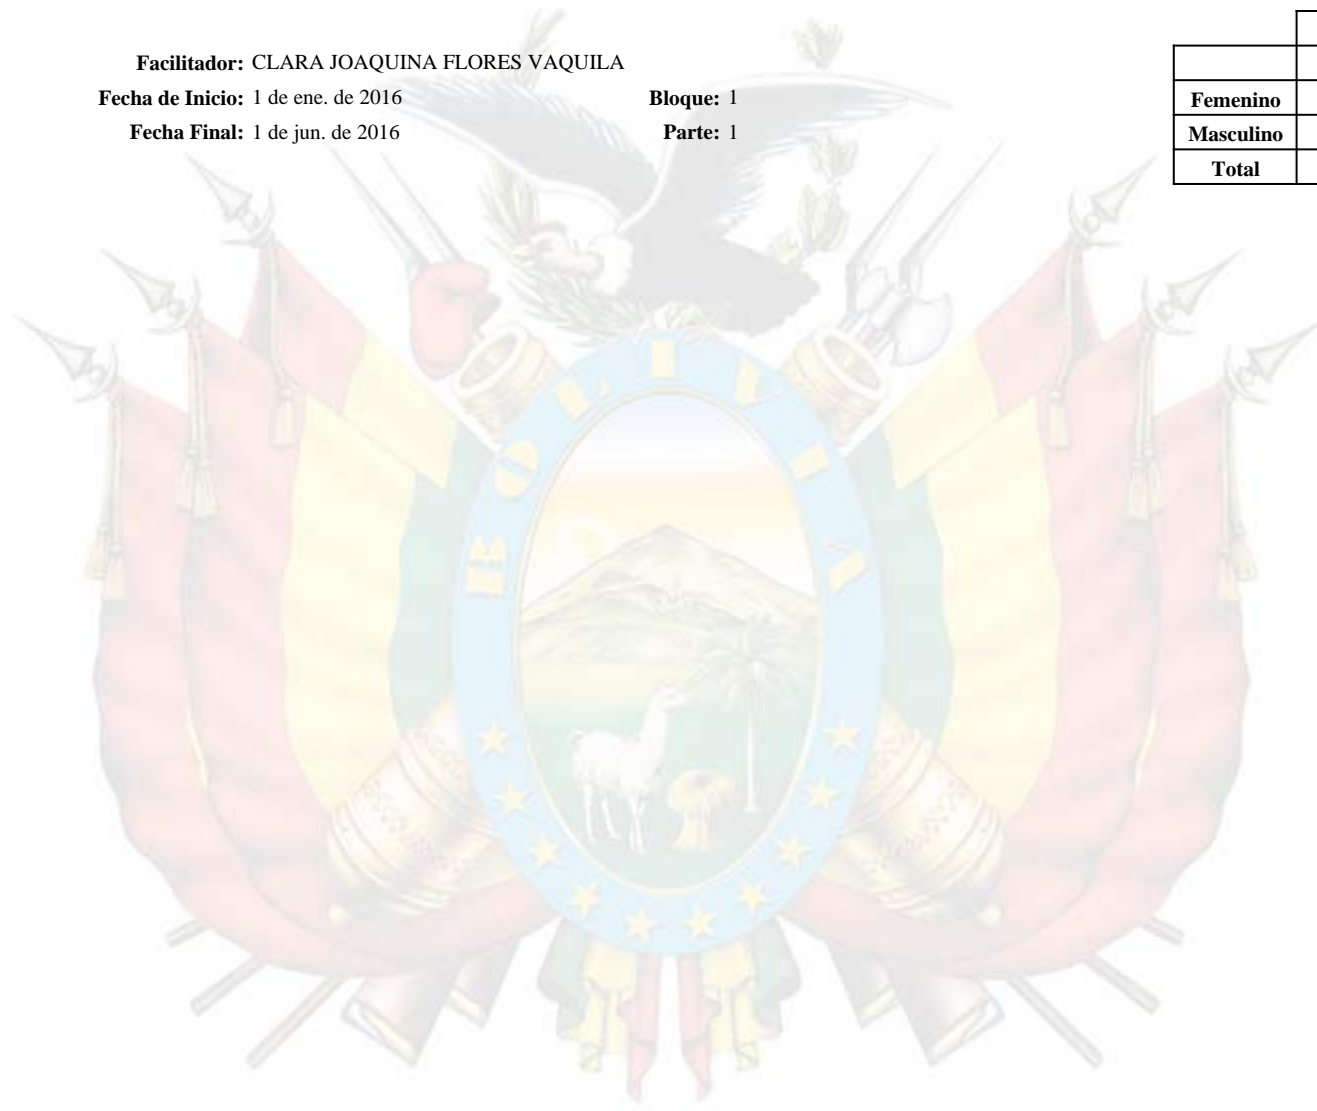 Facilitador: CLARA JOAQUINA FLORES VAQUILA
Fecha de Inicio: 1 de ene. de 2016 Bloque: 1
Fecha Final: 1 de jun. de 2016 Parte: 1
Femenino
Masculino
Total
BOLIVIA